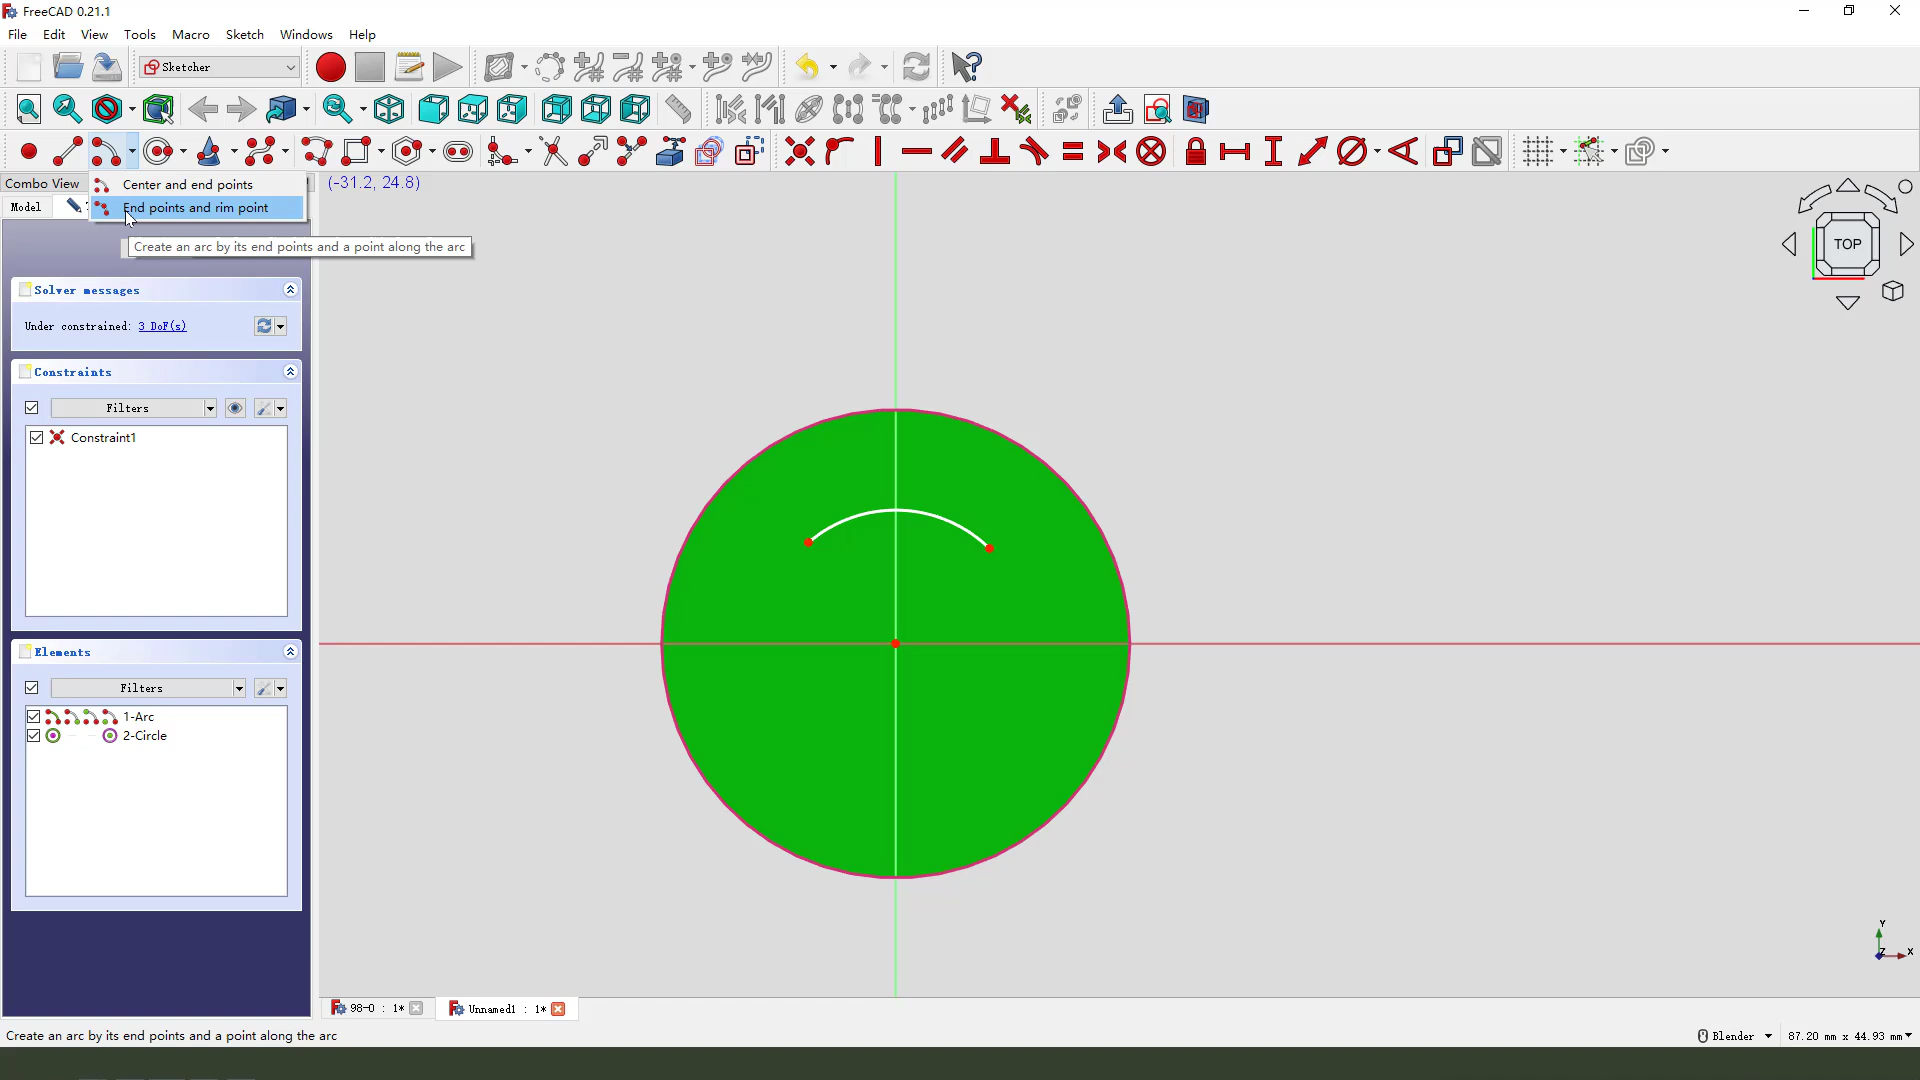 FreeCAD 0.21.1
File Edit View Tools Macro Sketch Windows Help
Sketcher
Combo View
Center and end points
(-31.2, 24.8)
Model
End points and rim point
TOP
Create an arc by its end points and a point along the arc
Solver messages
Under constrained: 3 DoF(s)
Constraints
Filters
Constraint1
Elements
Filters
1-Arc
2-Circle
Y
Z
X
98-0 : 1*
Unnamed1 : 1*
Create an arc by its end points and a point along the arc
Blender
87.20 mm x 44.93 mm